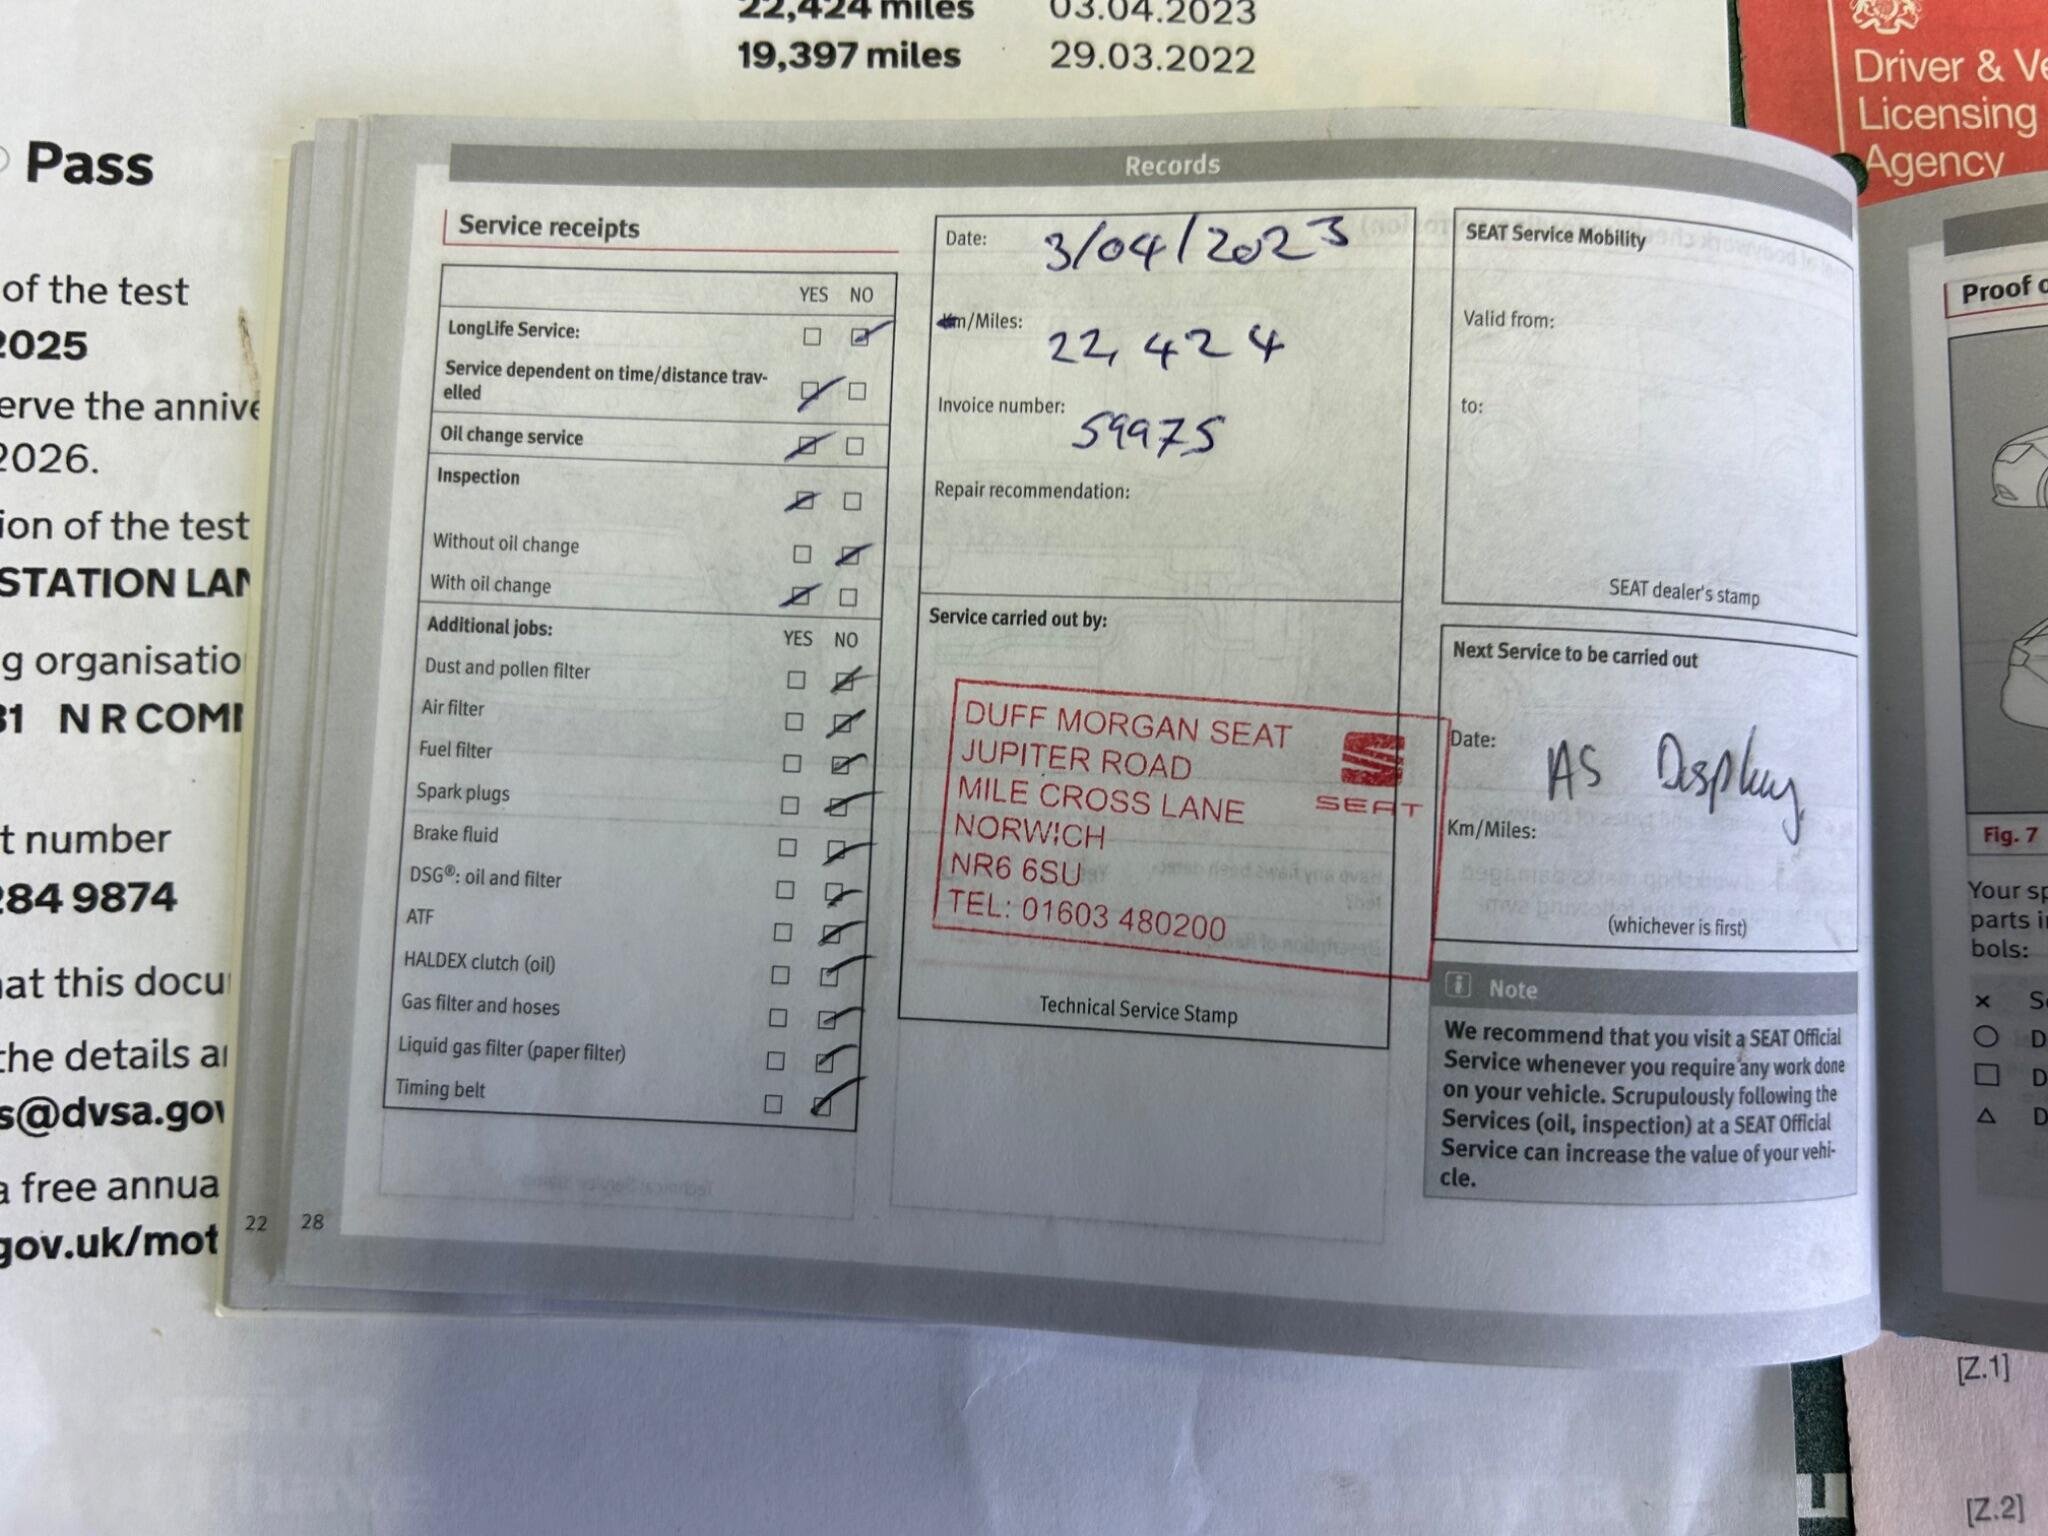 22,424 miles 03.04.2023
19,397 miles 29.03.2022
Pass
of the test
2025
erve the annive
2026.
ion of the test
STATION LAN
g organisatio
31 N R COMI
t number
284 9874
hat this docu
the details ar
s@dvsa.gov
a free annua
gov.uk/mot
Driver & Ve
Licensing
Agency
Records
Service receipts
YES NO
LongLife Service:
Service dependent on time/distance trav-
elled
Oil change service
Inspection
Without oil change
With oil change
Additional jobs: YES NO
Dust and pollen filter
Air filter
Fuel filter
Spark plugs
Brake fluid
DSG®: oil and filter
ATF
HALDEX clutch (oil)
Gas filter and hoses
Liquid gas filter (paper filter)
Timing belt
22 28
Date: 3/04/2023
Km/Miles: 22,424
Invoice number: 59975
Repair recommendation:
Service carried out by:
DUFF MORGAN SEAT
JUPITER ROAD
MILE CROSS LANE
NORWICH
NR6 6SU
TEL: 01603 480200
SEAT
Technical Service Stamp
SEAT Service Mobility
Valid from:
to:
SEAT dealer's stamp
Next Service to be carried out
Date: AS Display
Km/Miles:
(whichever is first)
i Note
We recommend that you visit a SEAT Official
Service whenever you require any work done
on your vehicle. Scrupulously following the
Services (oil, inspection) at a SEAT Official
Service can increase the value of your vehi-
cle.
Proof o
Fig. 7
Your sp
parts in
bols:
[Z.1]
[Z.2]